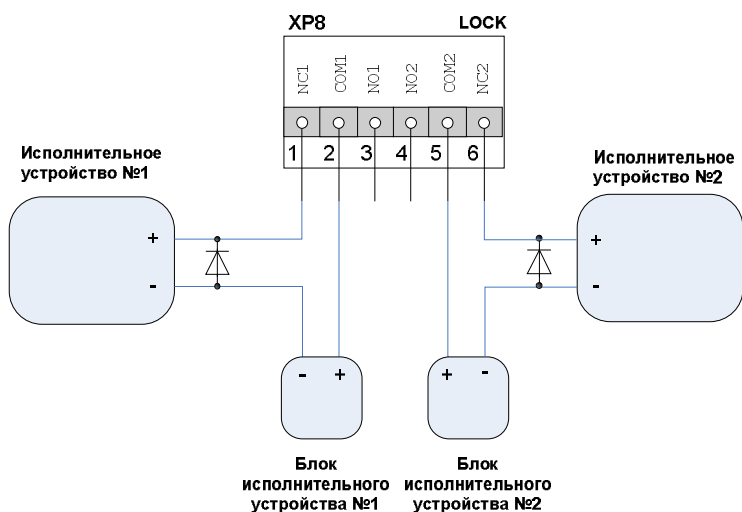 XP8 LOCK
NC1 COM1 NO1 NO2 COM2 NC2
1 2 3 4 5 6
Исполнительное
устройство №1
Исполнительное
устройство №2
+ +
- -
- + + -
Блок
исполнительного
устройства №1
Блок
исполнительного
устройства №2